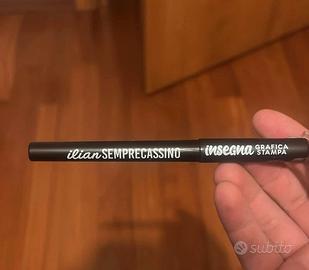 ilian SEMPRECASSINO
insegna GRAFICA
STAMPA
subito